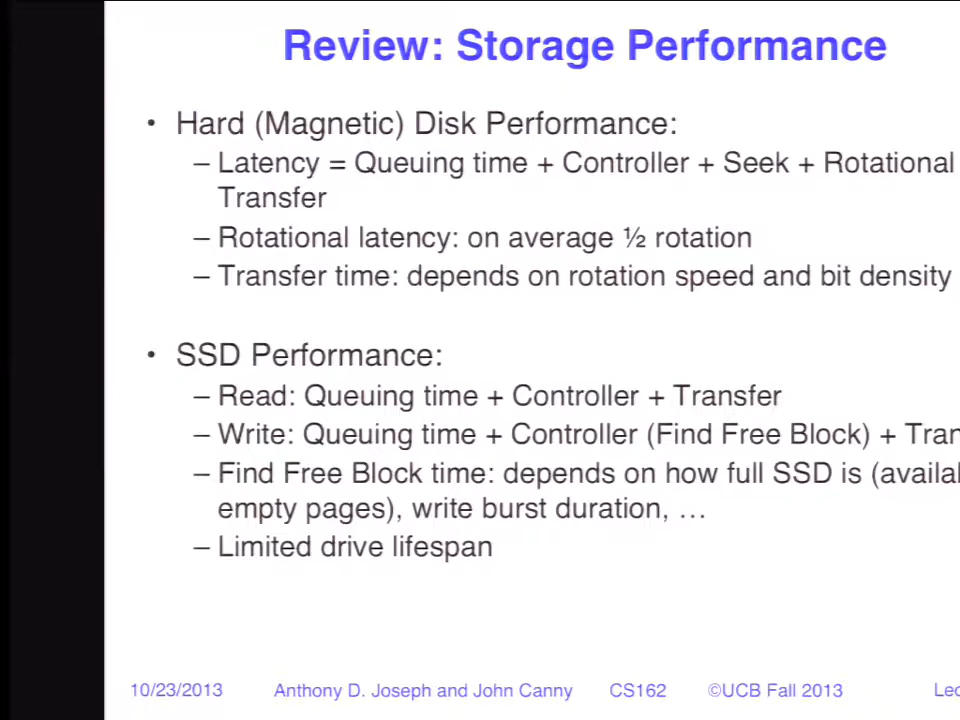 Review: Storage Performance
• Hard (Magnetic) Disk Performance:
– Latency = Queuing time + Controller + Seek + Rotational
Transfer
– Rotational latency: on average ½ rotation
– Transfer time: depends on rotation speed and bit density
• SSD Performance:
– Read: Queuing time + Controller + Transfer
– Write: Queuing time + Controller (Find Free Block) +
– Find Free Block time: depends on how full SSD is
empty pages), write burst duration, …
– Limited drive lifespan
10/23/2013 Anthony D. Joseph and John Canny CS162 ©UCB Fall 2013